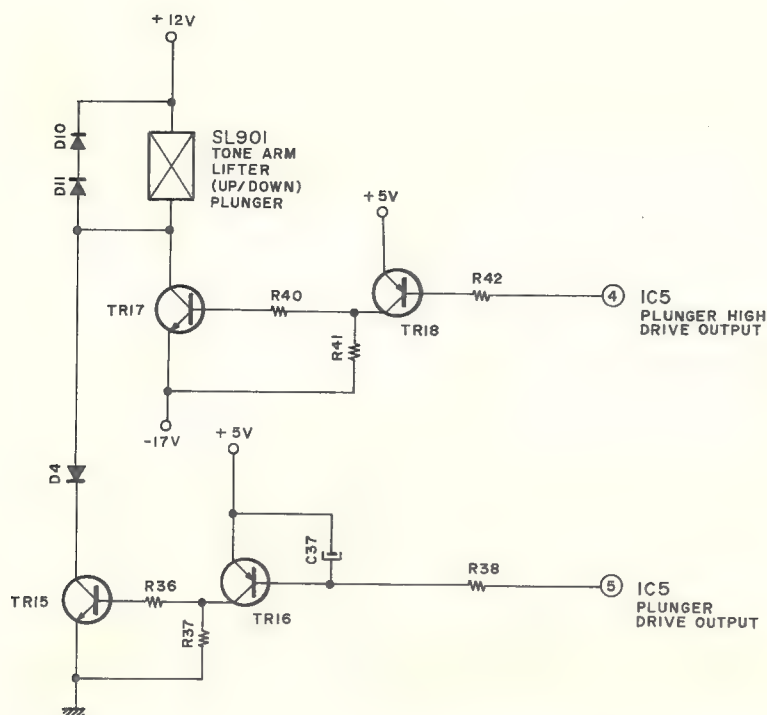 +12V
D10
D11
SL901
TONE ARM
LIFTER
(UP/DOWN)
PLUNGER
+5V
TR17
R40
TR18
R42
4
IC5
PLUNGER HIGH
DRIVE OUTPUT
R41
-17V
+5V
D4
C37
TR15
R36
R37
TR16
R38
5
IC5
PLUNGER
DRIVE OUTPUT